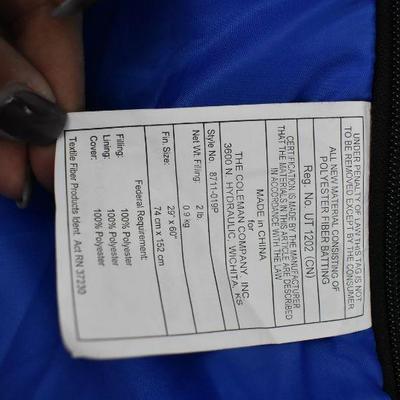 UNDER PENALTY OF LAW THIS TAG IS NOT
TO BE REMOVED EXCEPT BY THE CONSUMER
ALL NEW MATERIAL CONSISTING OF
POLYESTER FIBER BATTING
Reg. No. UT 1202 (CN)
CERTIFICATION IS MADE BY THE MANUFACTURER
THAT THE MATERIALS IN THIS ARTICLE ARE DESCRIBED
IN ACCORDANCE WITH THE LAW
MADE in CHINA
for
THE COLEMAN COMPANY, INC.
3600 N. HYDRAULIC, WICHITA, KS
Style No. 8711-019P
Net Wt. Filling: 2 lb.
0.9 kg
Fin. Size: 29" x 60"
74 cm x 152 cm
Federal Requirement:
Filling: 100% Polyester
Lining: 100% Polyester
Cover: 100% Polyester
Textile Fiber Products Ident. Act RN 37230